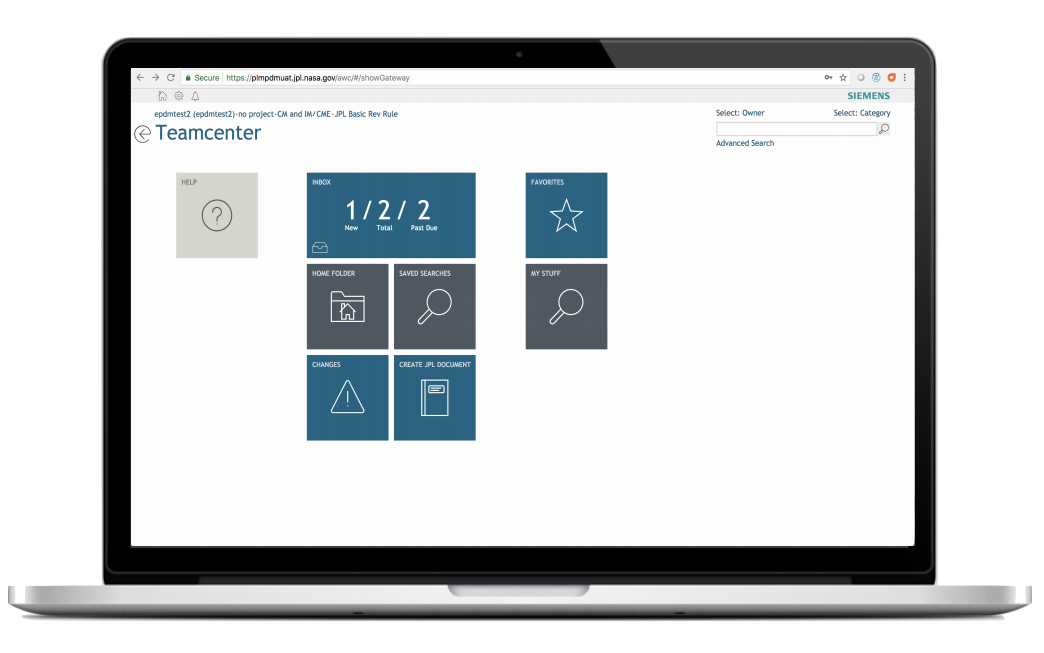 Secure https://plmpdmuat.jpl.nasa.gov/awc/#/showGateway
SIEMENS
epdmtest2 (epdmtest2)-no project-CM and IM/CME-JPL Basic Rev Rule
Select: Owner
Select: Category
Teamcenter
Advanced Search
HELP
?
INBOX
1 / 2 / 2
New Total Past Due
FAVORITES
HOME FOLDER
SAVED SEARCHES
MY STUFF
CHANGES
CREATE JPL DOCUMENT